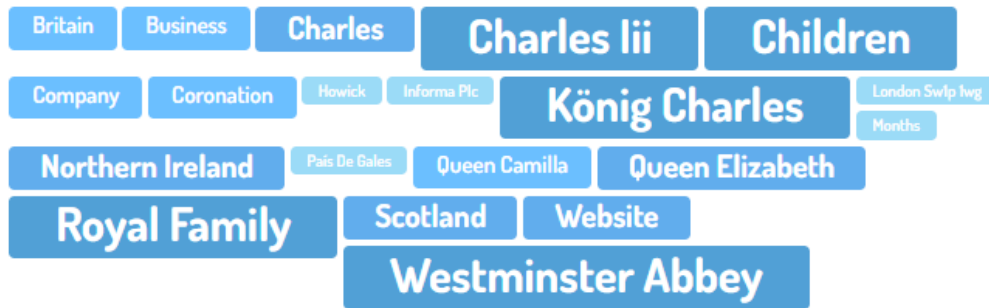 Britain Business Charles Charles Iii Children
Company Coronation Howick Informa Plc König Charles London Sw1p 1wg
Months
Northern Ireland País De Gales Queen Camilla Queen Elizabeth
Royal Family Scotland Website
Westminster Abbey